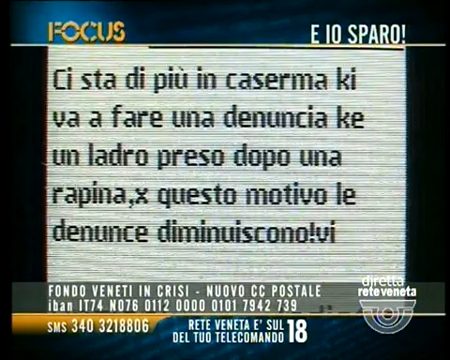 FOCUS
E IO SPARO!
Ci sta di più in caserma ki
va a fare una denuncia ke
un ladro preso dopo una
rapina,x questo motivo le
denunce diminuiscono!vi
diretta
reteveneta
FONDO VENETI IN CRISI - NUOVO CC POSTALE
iban IT74 N076 0112 0000 0101 7942 739
SMS 340 3218806
RETE VENETA E' SUL
DEL TUO TELECOMANDO 18